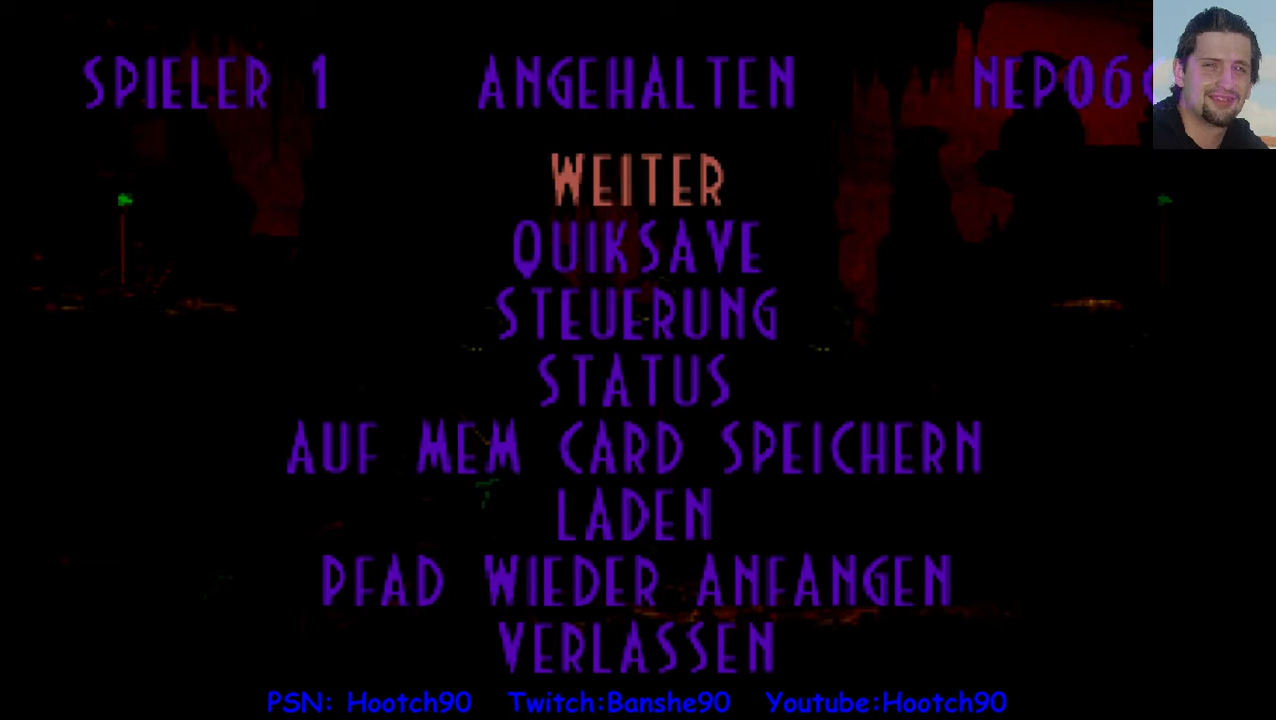 SPIELER 1 ANGEHALTEN
WEITER
QUIKSAVE
STEUERUNG
STATUS
AUF MEM CARD SPEICHERN
LADEN
PFAD WIEDER ANFANGEN
VERLASSEN
PSN: Hootch90 Twitch:Banshe90 Youtube:Hootch90